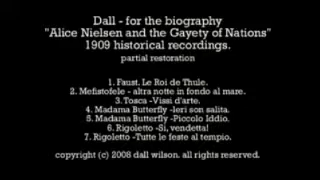 Dall - for the biography
"Alice Nielsen and the Gayety of Nations"
1909 historical recordings.
partial restoration
1. Faust. Le Roi de Thule.
2. Mefistofele - altra notte in fondo al mare.
3. Tosca -Vissi d'arte.
4. Madama Butterfly -Ieri son salita.
5. Madama Butterfly -Piccolo Iddio.
6. Rigoletto -Si, vendetta!
7. Rigoletto -Tutte le feste al tempio.
copyright (c) 2008 dall wilson. all rights reserved.